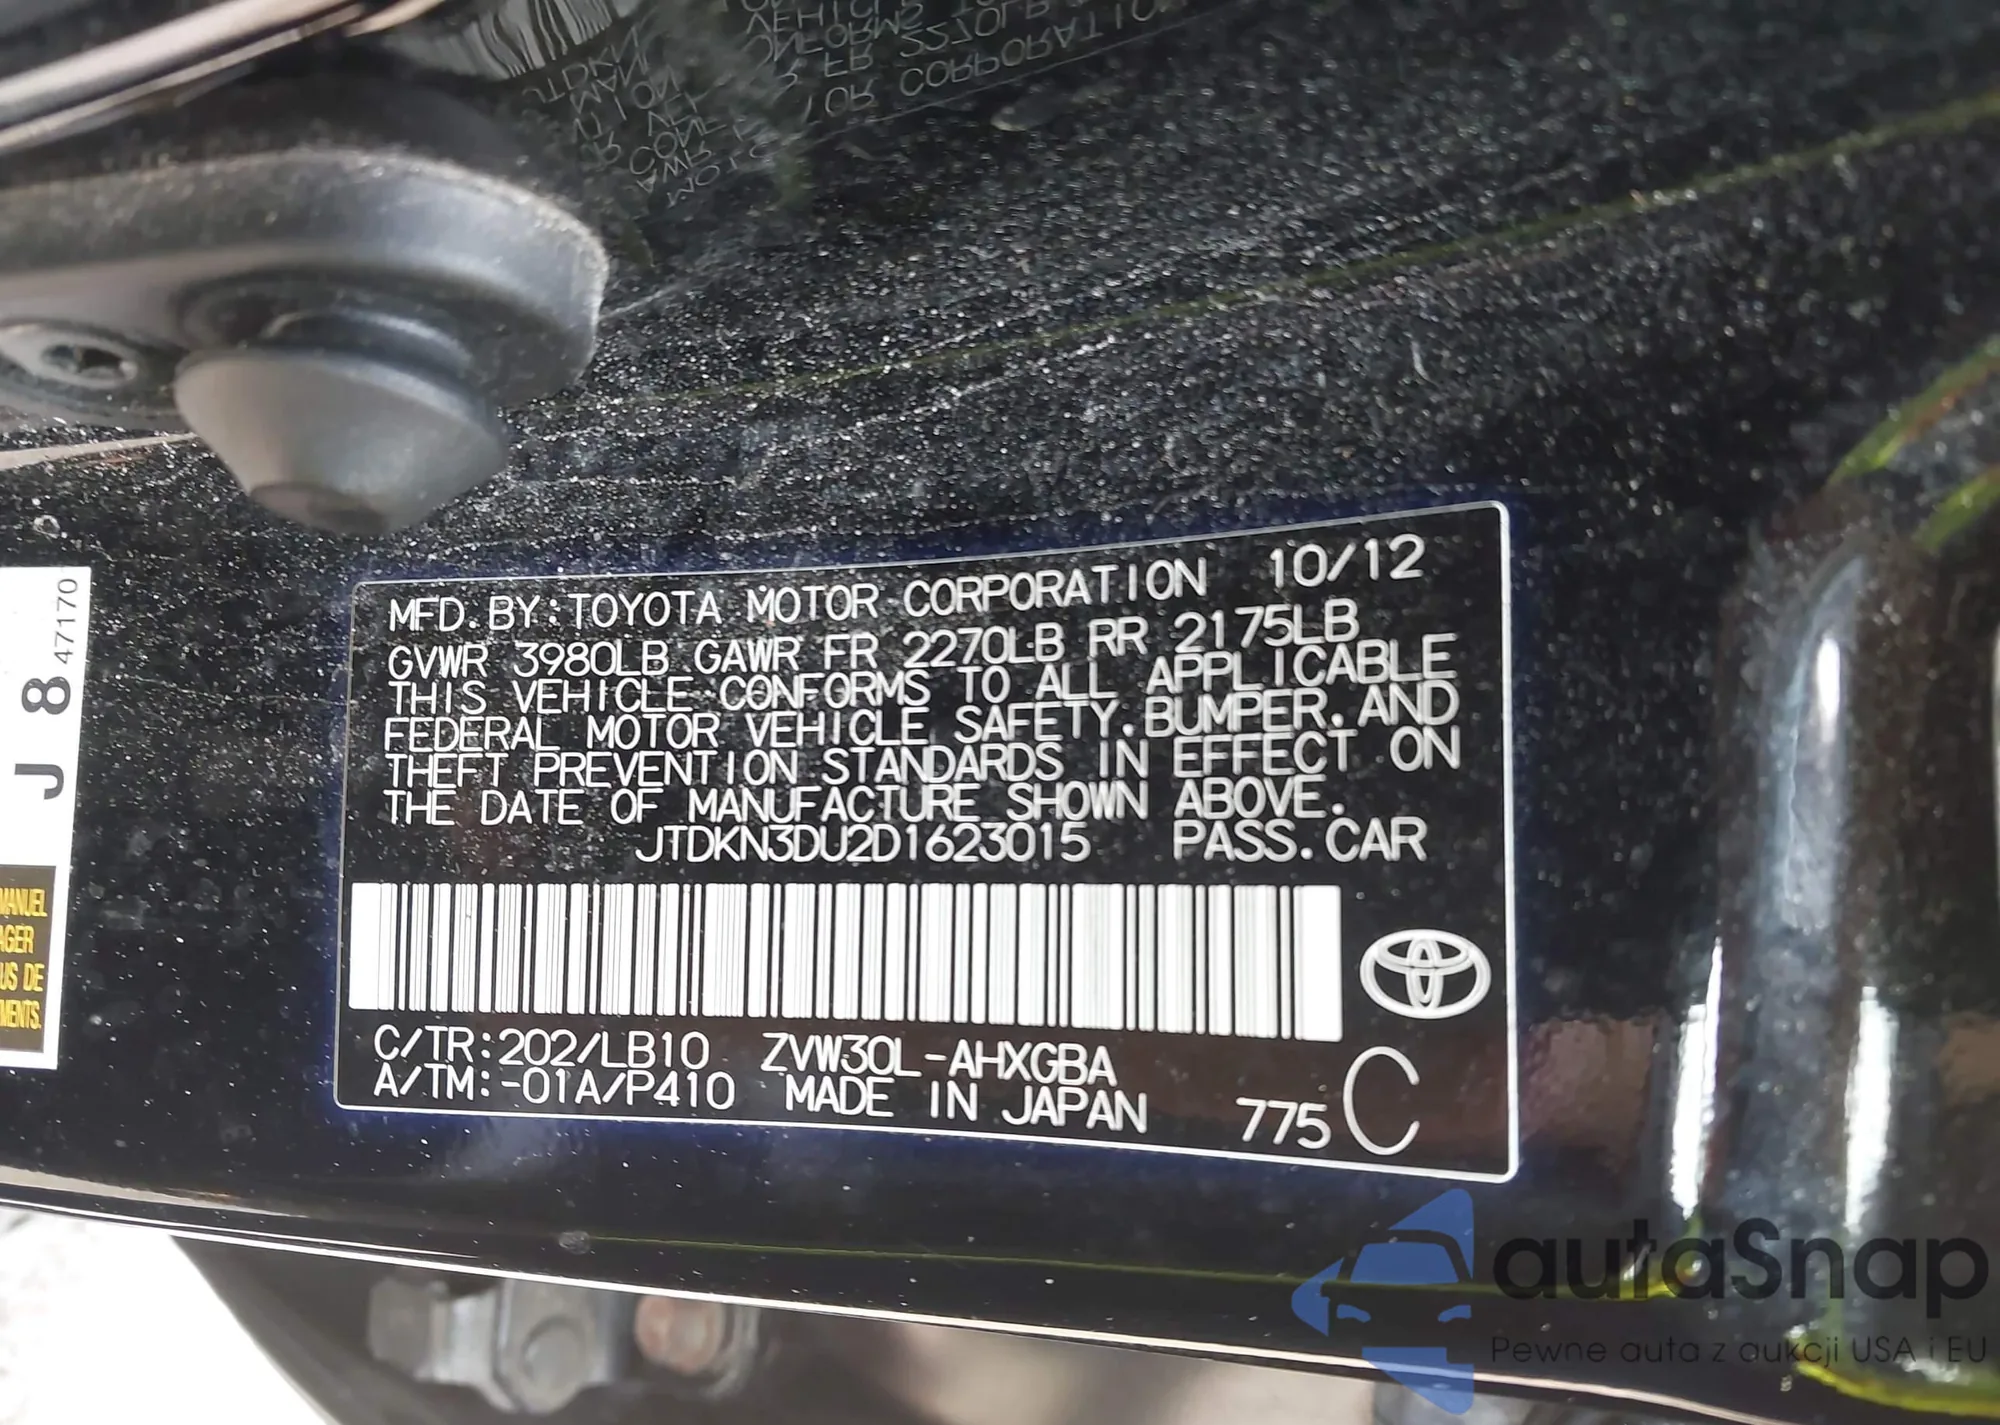 MFD.BY:TOYOTA MOTOR CORPORATION 10/12
GVWR 3980LB GAWR FR 2270LB RR 2175LB
THIS VEHICLE CONFORMS TO ALL APPLICABLE
FEDERAL MOTOR VEHICLE SAFETY,BUMPER,AND
THEFT PREVENTION STANDARDS IN EFFECT ON
THE DATE OF MANUFACTURE SHOWN ABOVE.
JTDKN3DU2D1623015 PASS.CAR
C/TR:202/LB10 ZVW30L-AHXGBA
A/TM:-01A/P410 MADE IN JAPAN 775 C
J 8 47170
MANUEL
US DE
autaSnap
Pewne auta z aukcji USA i EU